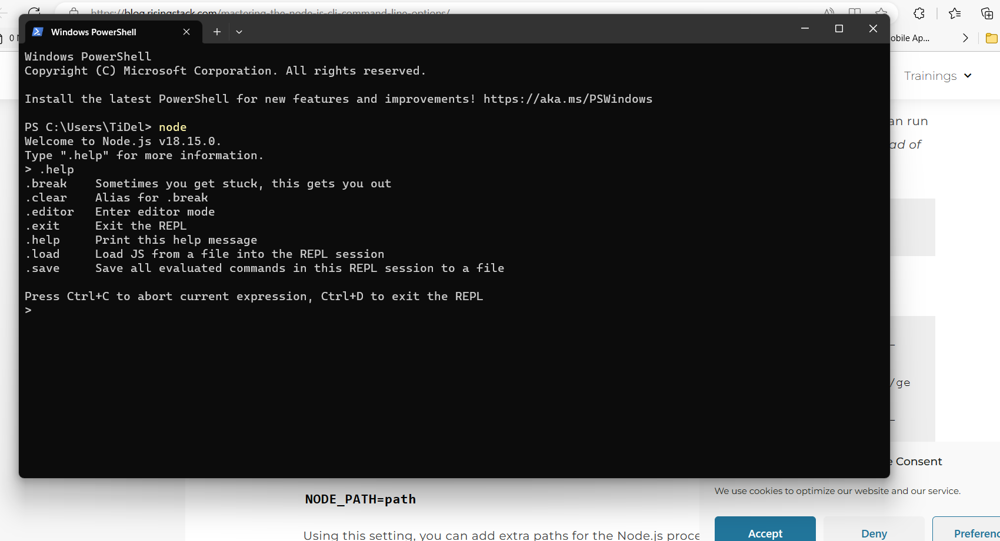 https://blog.risingstack.com/mastering-the-node-js-cli-command-line-options/
Windows PowerShell
0
obile Ap...
Windows PowerShell
Copyright (C) Microsoft Corporation. All rights reserved.
Trainings
Install the latest PowerShell for new features and improvements! https://aka.ms/PSWindows
an run
PS C:\Users\TiDel> node
Welcome to Node.js v18.15.0.
ad of
Type ".help" for more information.
> .help
.break    Sometimes you get stuck, this gets you out
.clear    Alias for .break
.editor   Enter editor mode
.exit     Exit the REPL
.help     Print this help message
.load     Load JS from a file into the REPL session
.save     Save all evaluated commands in this REPL session to a file
Press Ctrl+C to abort current expression, Ctrl+D to exit the REPL
>
/ge
Consent
We use cookies to optimize our website and our service.
NODE_PATH=path
Using this setting, you can add extra paths for the Node.js proce
Accept
Deny
Preferenc